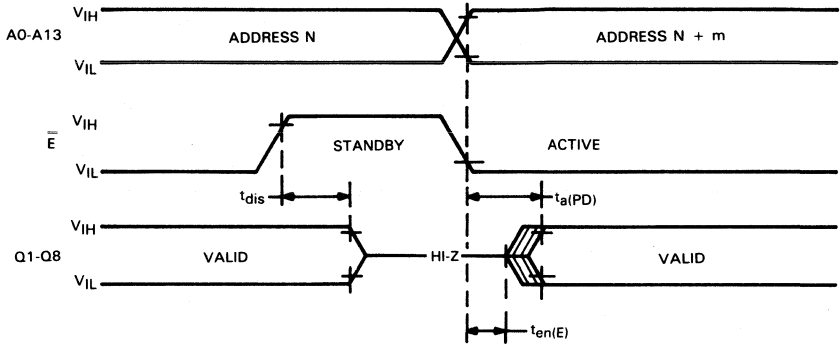 VIH
A0-A13 ADDRESS N ADDRESS N + m
VIL
VIH
E STANDBY ACTIVE
VIL
tdis ta(PD)
VIH
Q1-Q8 VALID HI-Z VALID
VIL
ten(E)